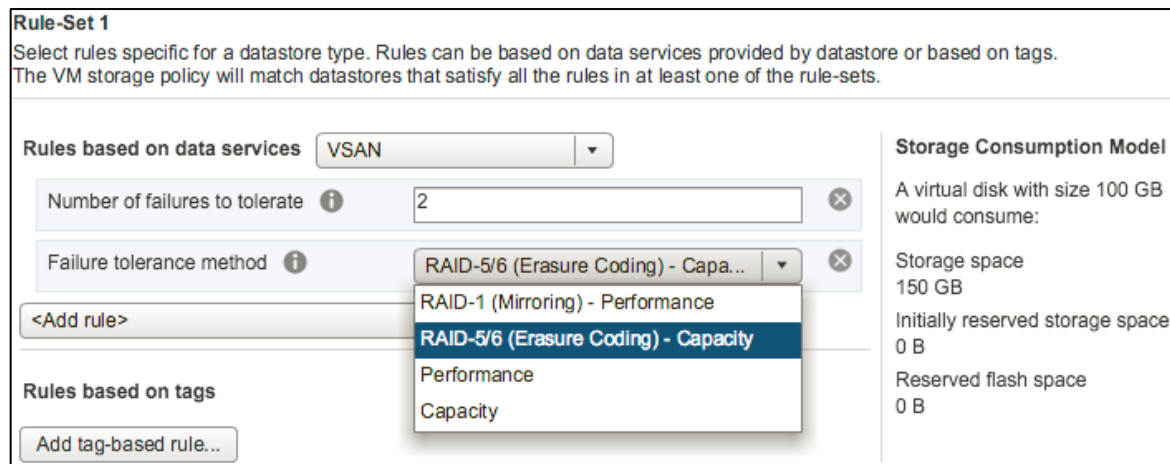 Rule-Set 1
Select rules specific for a datastore type. Rules can be based on data services provided by datastore or based on tags.
The VM storage policy will match datastores that satisfy all the rules in at least one of the rule-sets.
Rules based on data services VSAN
Number of failures to tolerate 2
Failure tolerance method RAID-5/6 (Erasure Coding) - Capa...
RAID-1 (Mirroring) - Performance
<Add rule>
RAID-5/6 (Erasure Coding) - Capacity
Performance
Capacity
Rules based on tags
Add tag-based rule...
Storage Consumption Model
A virtual disk with size 100 GB
would consume:
Storage space
150 GB
Initially reserved storage space
0 B
Reserved flash space
0 B